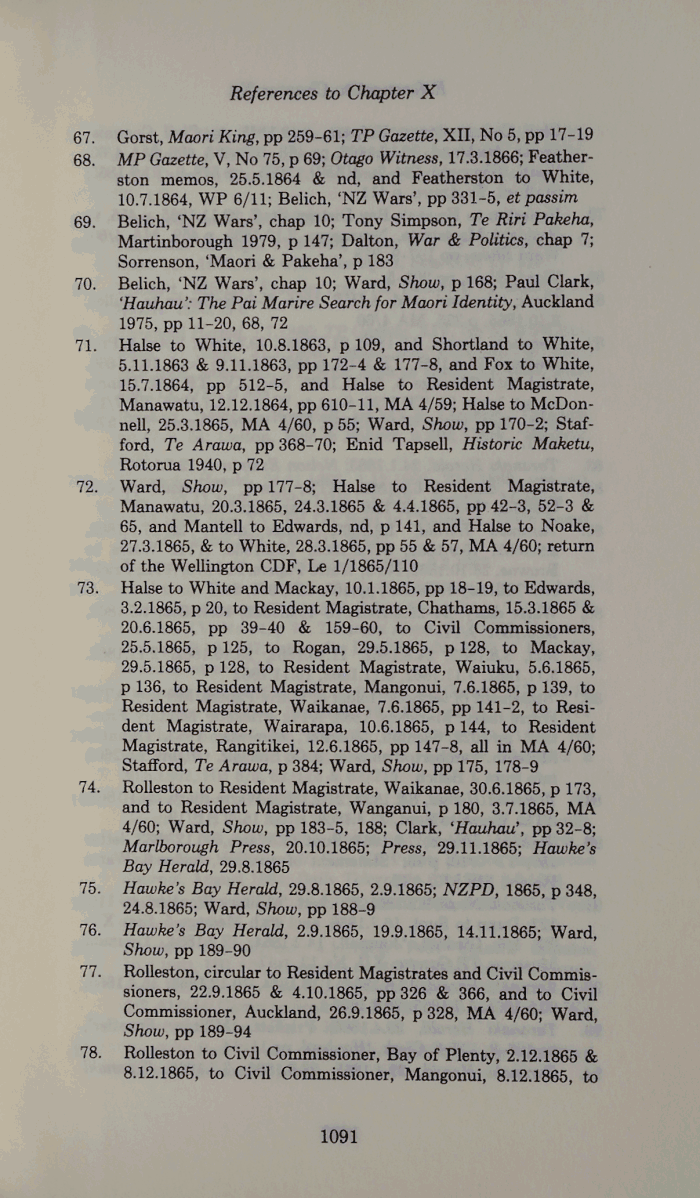 References to Chapter X
67. Gorst, Maori King, pp 259–61; TP Gazette, XII, No 5, pp 17–19
68. MP Gazette, V, No 75, p 69; Otago Witness, 17.3.1866; Feather-
ston memos, 25.5.1864 & nd, and Featherston to White,
10.7.1864, WP 6/11; Belich, ‘NZ Wars’, pp 331–5, et passim
69. Belich, ‘NZ Wars’, chap 10; Tony Simpson, Te Riri Pakeha,
Martinborough 1979, p 147; Dalton, War & Politics, chap 7;
Sorrenson, ‘Maori & Pakeha’, p 183
70. Belich, ‘NZ Wars’, chap 10; Ward, Show, p 168; Paul Clark,
‘Hauhau’: The Pai Marire Search for Maori Identity, Auckland
1975, pp 11–20, 68, 72
71. Halse to White, 10.8.1863, p 109, and Shortland to White,
5.11.1863 & 9.11.1863, pp 172–4 & 177–8, and Fox to White,
15.7.1864, pp 512–5, and Halse to Resident Magistrate,
Manawatu, 12.12.1864, pp 610–11, MA 4/59; Halse to McDon-
nell, 25.3.1865, MA 4/60, p 55; Ward, Show, pp 170–2; Staf-
ford, Te Arawa, pp 368–70; Enid Tapsell, Historic Maketu,
Rotorua 1940, p 72
72. Ward, Show, pp 177–8; Halse to Resident Magistrate,
Manawatu, 20.3.1865, 24.3.1865 & 4.4.1865, pp 42–3, 52–3 &
65, and Mantell to Edwards, nd, p 141, and Halse to Noake,
27.3.1865, & to White, 28.3.1865, pp 55 & 57, MA 4/60; return
of the Wellington CDF, Le 1/1865/110
73. Halse to White and Mackay, 10.1.1865, pp 18–19, to Edwards,
3.2.1865, p 20, to Resident Magistrate, Chathams, 15.3.1865 &
20.6.1865, pp 39–40 & 159–60, to Civil Commissioners,
25.5.1865, p 125, to Rogan, 29.5.1865, p 128, to Mackay,
29.5.1865, p 128, to Resident Magistrate, Waiuku, 5.6.1865,
p 136, to Resident Magistrate, Mangonui, 7.6.1865, p 139, to
Resident Magistrate, Waikanae, 7.6.1865, pp 141–2, to Resi-
dent Magistrate, Wairarapa, 10.6.1865, p 144, to Resident
Magistrate, Rangitikei, 12.6.1865, pp 147–8, all in MA 4/60;
Stafford, Te Arawa, p 384; Ward, Show, pp 175, 178–9
74. Rolleston to Resident Magistrate, Waikanae, 30.6.1865, p 173,
and to Resident Magistrate, Wanganui, p 180, 3.7.1865, MA
4/60; Ward, Show, pp 183–5, 188; Clark, ‘Hauhau’, pp 32–8;
Marlborough Press, 20.10.1865; Press, 29.11.1865; Hawke’s
Bay Herald, 29.8.1865
75. Hawke’s Bay Herald, 29.8.1865, 2.9.1865; NZPD, 1865, p 348,
24.8.1865; Ward, Show, pp 188–9
76. Hawke’s Bay Herald, 2.9.1865, 19.9.1865, 14.11.1865; Ward,
Show, pp 189–90
77. Rolleston, circular to Resident Magistrates and Civil Commis-
sioners, 22.9.1865 & 4.10.1865, pp 326 & 366, and to Civil
Commissioner, Auckland, 26.9.1865, p 328, MA 4/60; Ward,
Show, pp 189–94
78. Rolleston to Civil Commissioner, Bay of Plenty, 2.12.1865 &
8.12.1865, to Civil Commissioner, Mangonui, 8.12.1865, to
1091